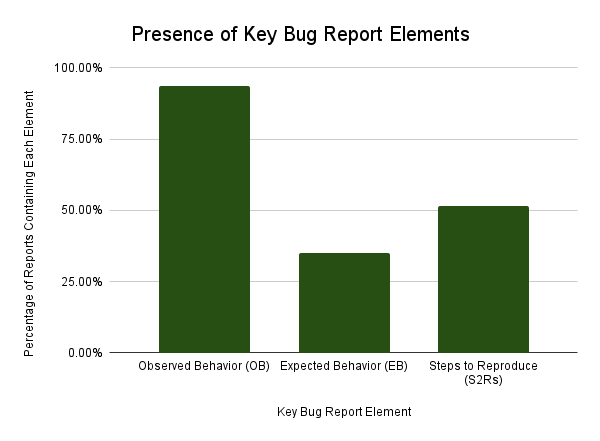 Presence of Key Bug Report Elements
Percentage of Reports Containing Each Element
100.00%
75.00%
50.00%
25.00%
0.00%
Observed Behavior (OB)
Expected Behavior (EB)
Steps to Reproduce
(S2Rs)
Key Bug Report Element